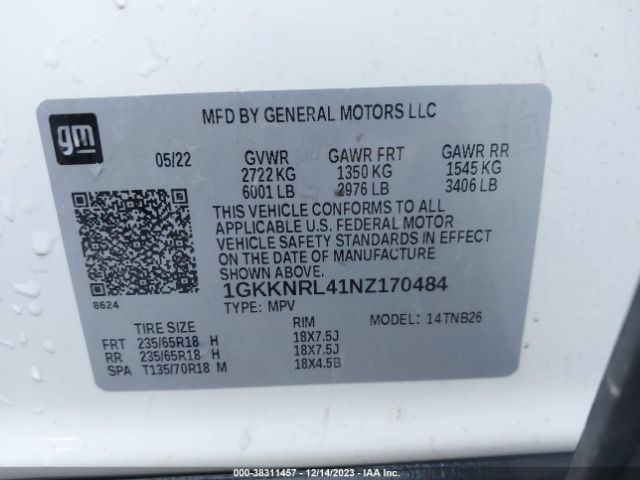 gm
MFD BY GENERAL MOTORS LLC
05/22 GVWR GAWR FRT GAWR RR
2722 KG 1350 KG 1545 KG
6001 LB 2976 LB 3406 LB
THIS VEHICLE CONFORMS TO ALL
APPLICABLE U.S. FEDERAL MOTOR
VEHICLE SAFETY STANDARDS IN EFFECT
ON THE DATE OF MANUFACTURE
SHOWN ABOVE.
8624
1GKKNRL41NZ170484
TYPE: MPV
MODEL: 14TNB26
TIRE SIZE RIM
FRT 235/65R18 H 18X7.5J
RR 235/65R18 H 18X7.5J
SPA T135/70R18 M 18X4.5B
© IAA - 38311457 - 12/14/2023 - IAAI.COM